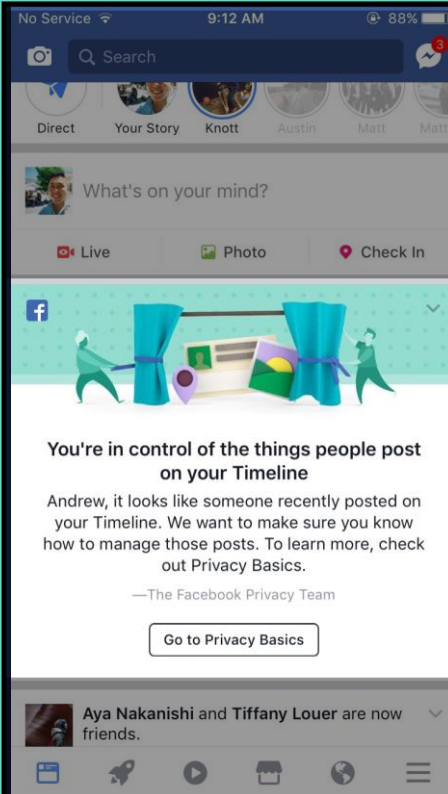 No Service 9:12 AM 88%
Search 3
Direct Your Story Knott Austin Matt Matt
What's on your mind?
Live Photo Check In
f
You're in control of the things people post
on your Timeline
Andrew, it looks like someone recently posted on
your Timeline. We want to make sure you know
how to manage those posts. To learn more, check
out Privacy Basics.
—The Facebook Privacy Team
Go to Privacy Basics
Aya Nakanishi and Tiffany Louer are now
friends.